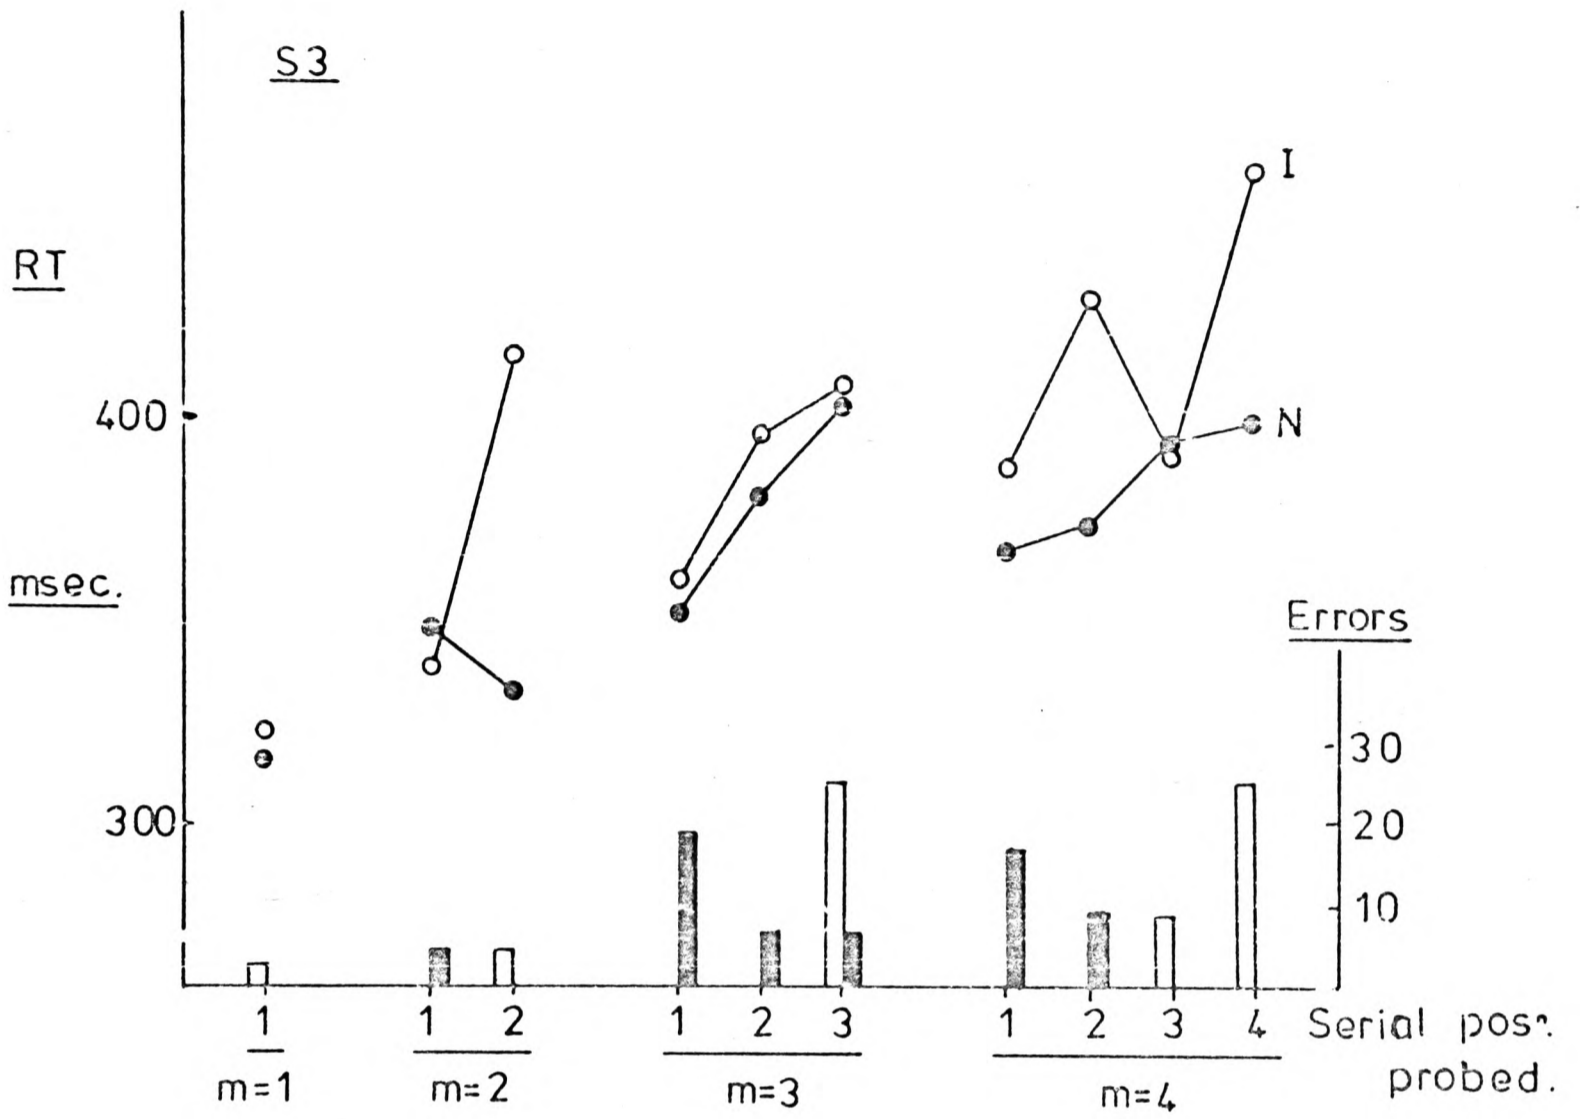 S3
RT
400
msec.
300
I
N
Errors
30
20
10
1 1 2 1 2 3 1 2 3 4 Serial posⁿ.
m=1 m=2 m=3 m=4 probed.